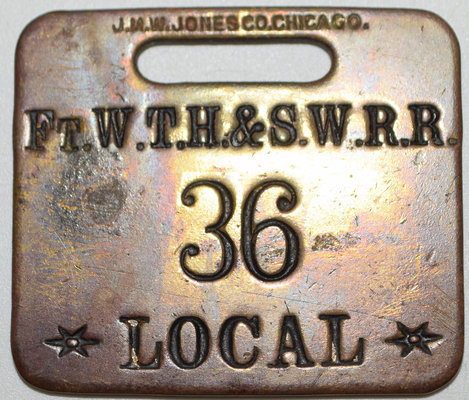 J.M.W. JONES CO. CHICAGO.
FT. W. T. H. & S. W. R. R.
36
LOCAL